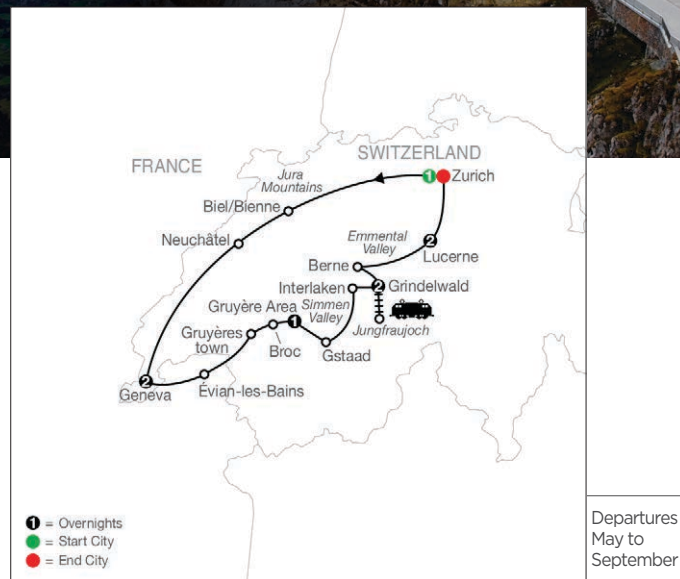 FRANCE
SWITZERLAND
Jura
Mountains
1
Zurich
Biel/Bienne
Neuchâtel
Emmental
Valley
2
Lucerne
Berne
Interlaken
2
Grindelwald
Simmen
Valley
Jungfraujoch
Gruyère Area
1
Gruyères
town
Broc
Gstaad
2
Geneva
Évian-les-Bains
1 = Overnights
= Start City
= End City
Departures
May to
September